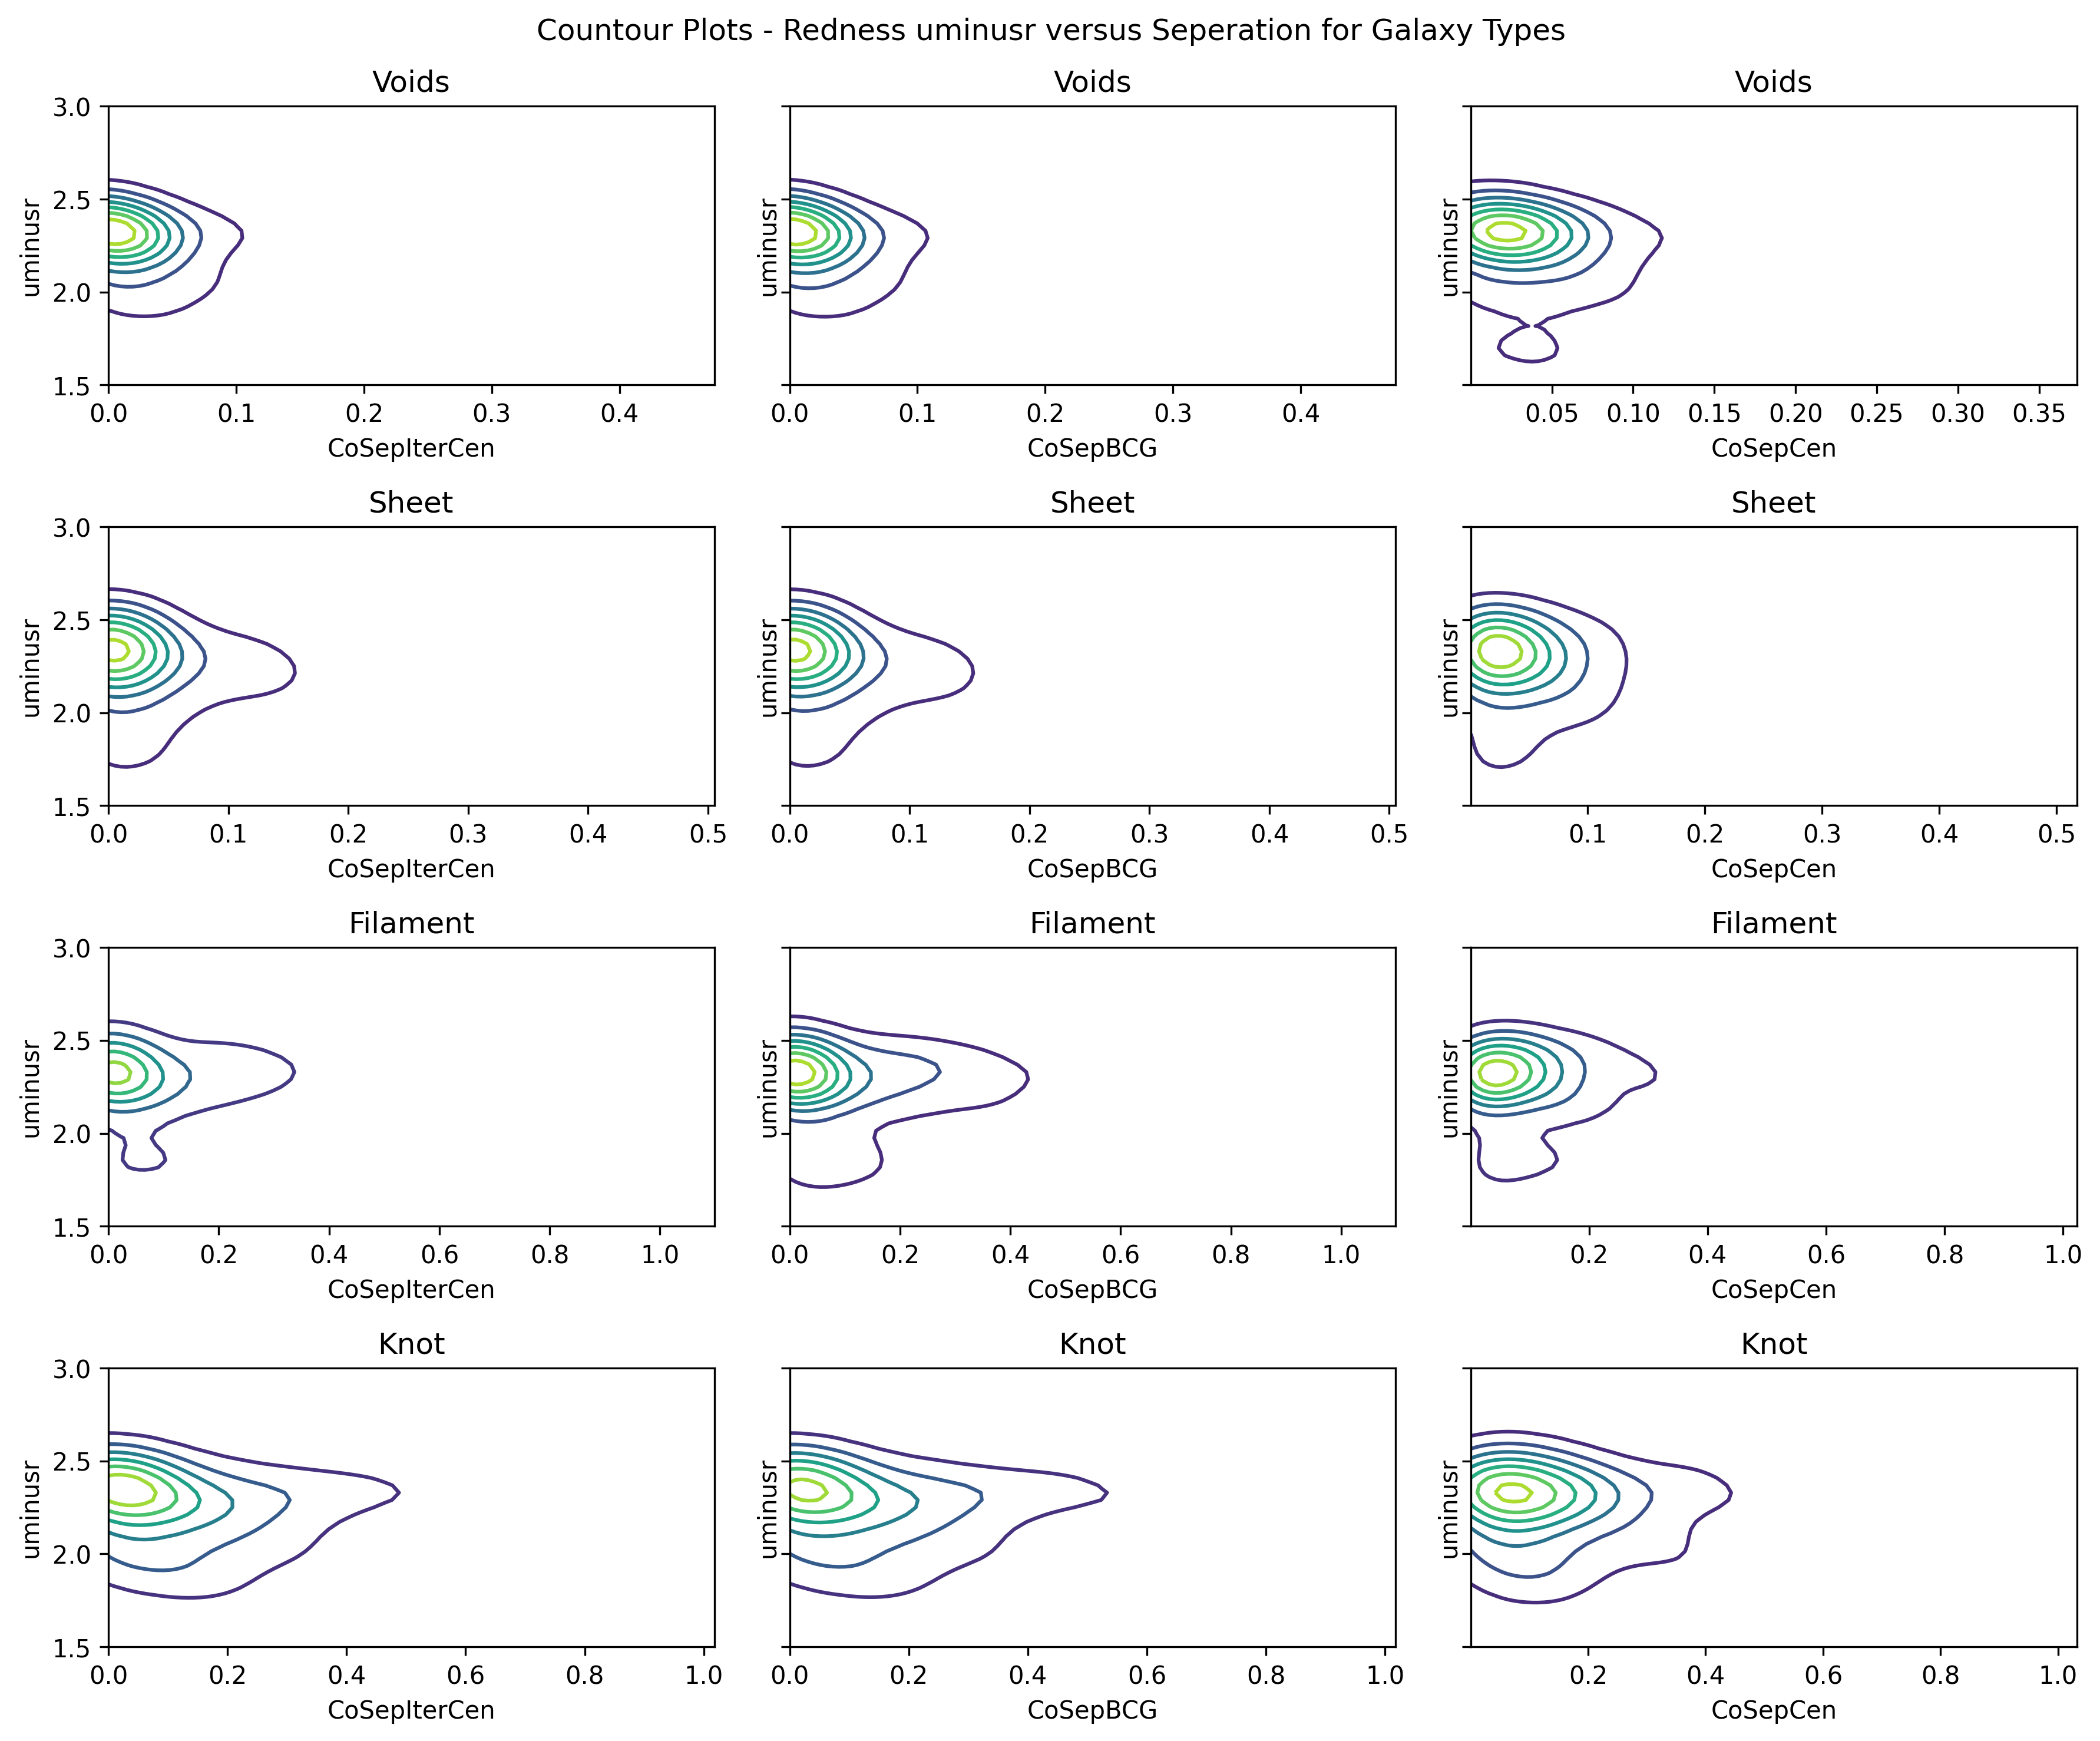 Countour Plots - Redness uminusr versus Seperation for Galaxy Types
Voids Voids Voids
3.0
2.5
2.0
1.5
uminusr uminusr uminusr
0.0 0.1 0.2 0.3 0.4 0.0 0.1 0.2 0.3 0.4 0.05 0.10 0.15 0.20 0.25 0.30 0.35
CoSepIterCen CoSepBCG CoSepCen
Sheet Sheet Sheet
3.0
2.5
2.0
1.5
uminusr uminusr uminusr
0.0 0.1 0.2 0.3 0.4 0.5 0.0 0.1 0.2 0.3 0.4 0.5 0.1 0.2 0.3 0.4 0.5
CoSepIterCen CoSepBCG CoSepCen
Filament Filament Filament
3.0
2.5
2.0
1.5
uminusr uminusr uminusr
0.0 0.2 0.4 0.6 0.8 1.0 0.0 0.2 0.4 0.6 0.8 1.0 0.2 0.4 0.6 0.8 1.0
CoSepIterCen CoSepBCG CoSepCen
Knot Knot Knot
3.0
2.5
2.0
1.5
uminusr uminusr uminusr
0.0 0.2 0.4 0.6 0.8 1.0 0.0 0.2 0.4 0.6 0.8 1.0 0.2 0.4 0.6 0.8 1.0
CoSepIterCen CoSepBCG CoSepCen